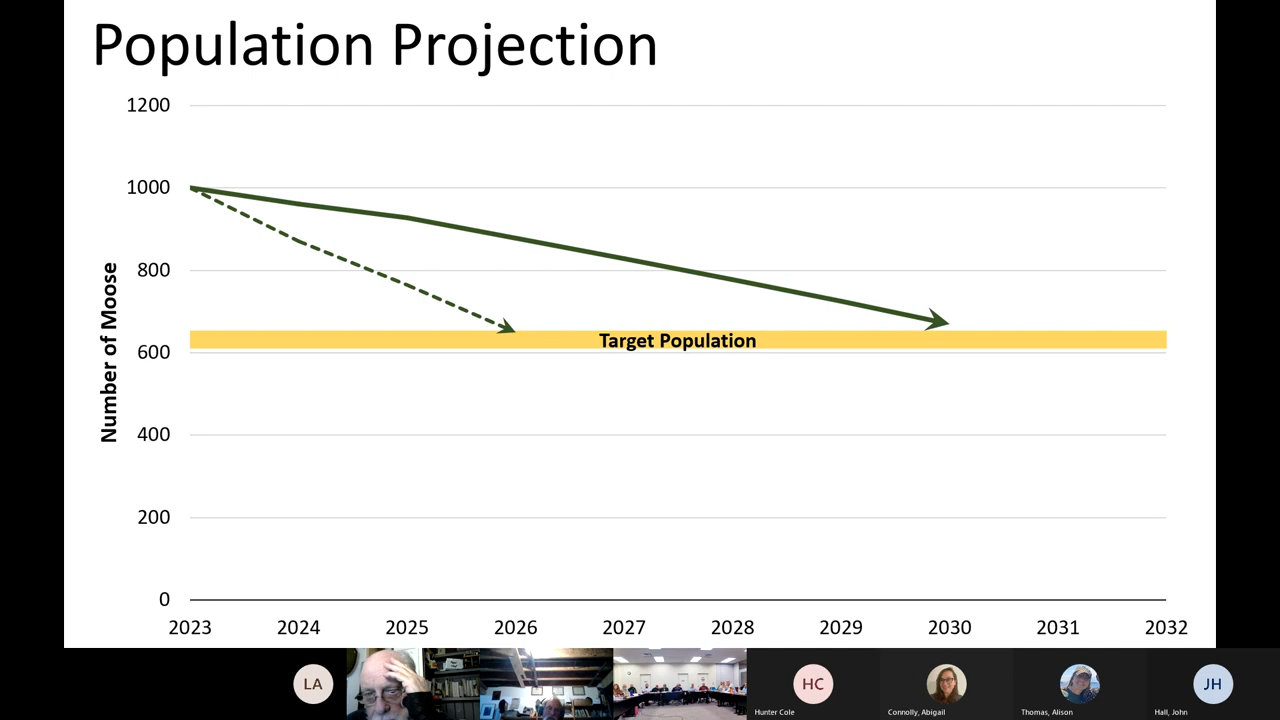 Population Projection
1200
1000
800
600
400
200
0
Number of Moose
Target Population
2023 2024 2025 2026 2027 2028 2029 2030 2031 2032
LA
HC
JH
Hunter Cole
Connolly, Abigail
Thomas, Alison
Hall, John